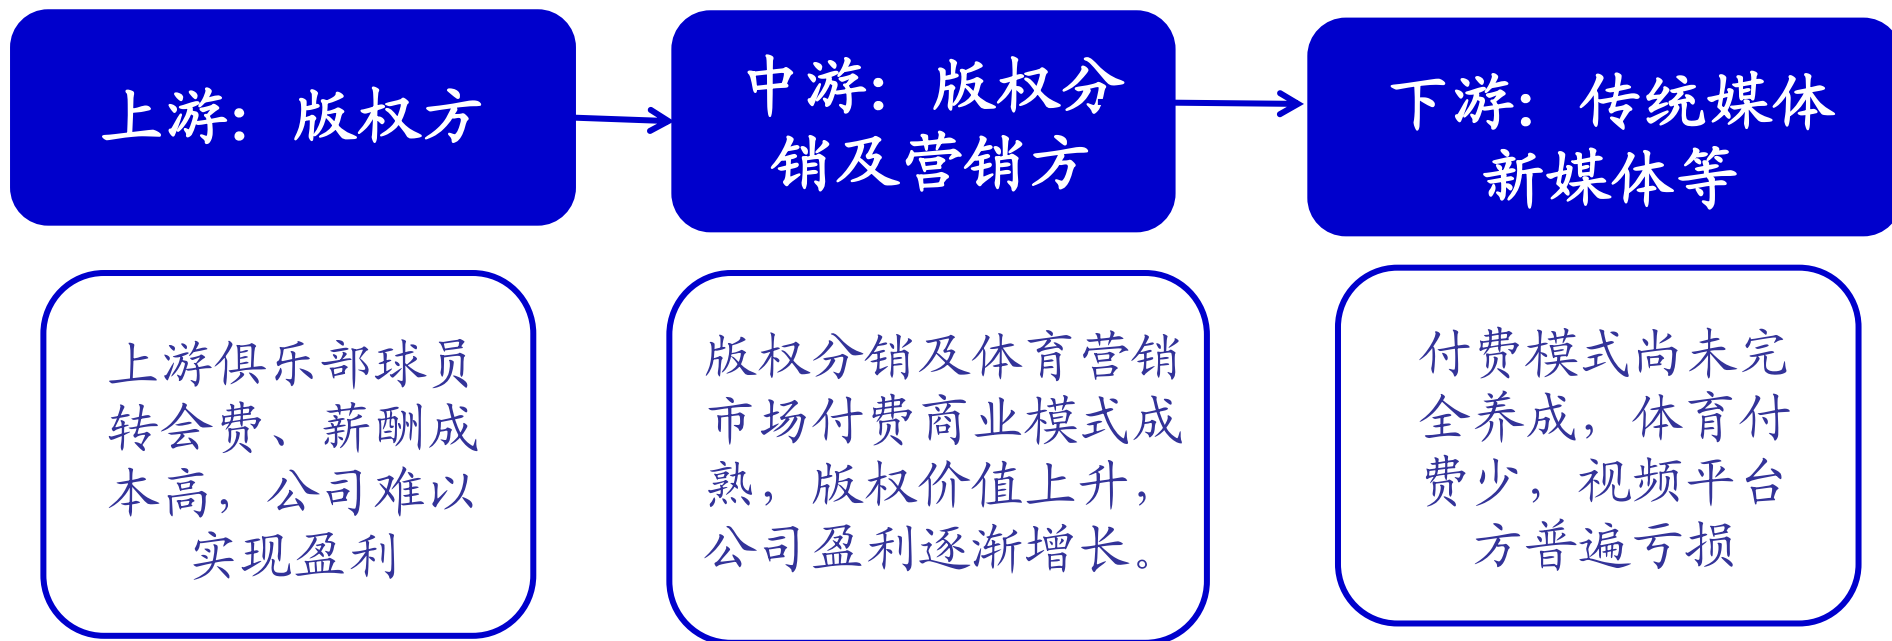 上游：版权方
中游：版权分
销及营销方
下游：传统媒体
新媒体等
上游俱乐部球员
转会费、薪酬成
本高，公司难以
实现盈利
版权分销及体育营销
市场付费商业模式成
熟，版权价值上升，
公司盈利逐渐增长。
付费模式尚未完
全养成，体育付
费少，视频平台
方普遍亏损